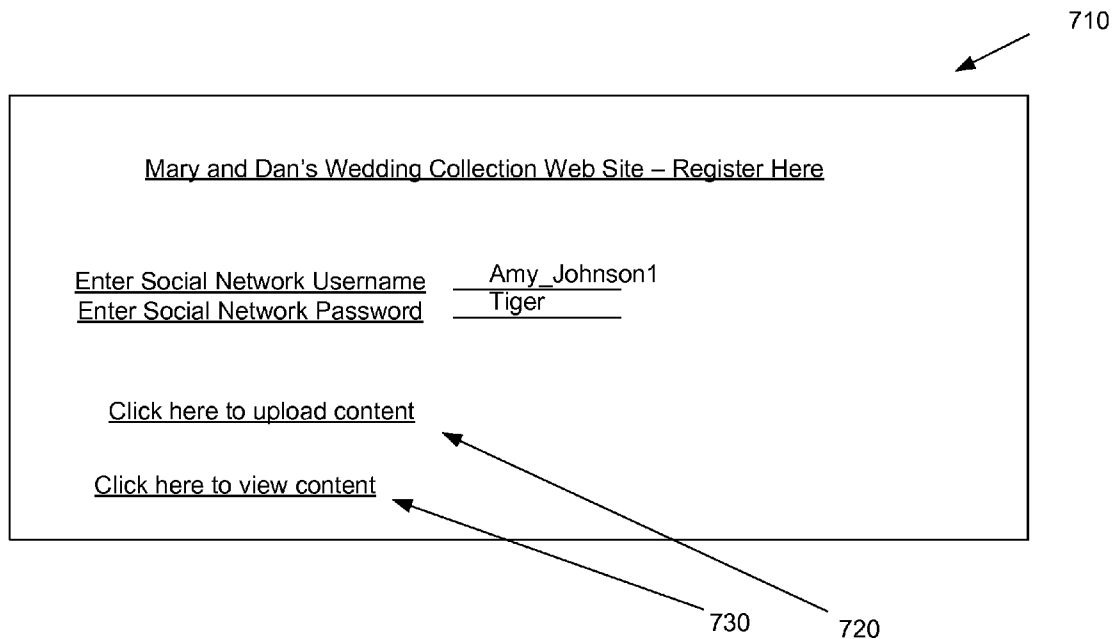 710
Mary and Dan's Wedding Collection Web Site – Register Here
Enter Social Network Username Amy_Johnson1
Enter Social Network Password Tiger
Click here to upload content
Click here to view content
730 720